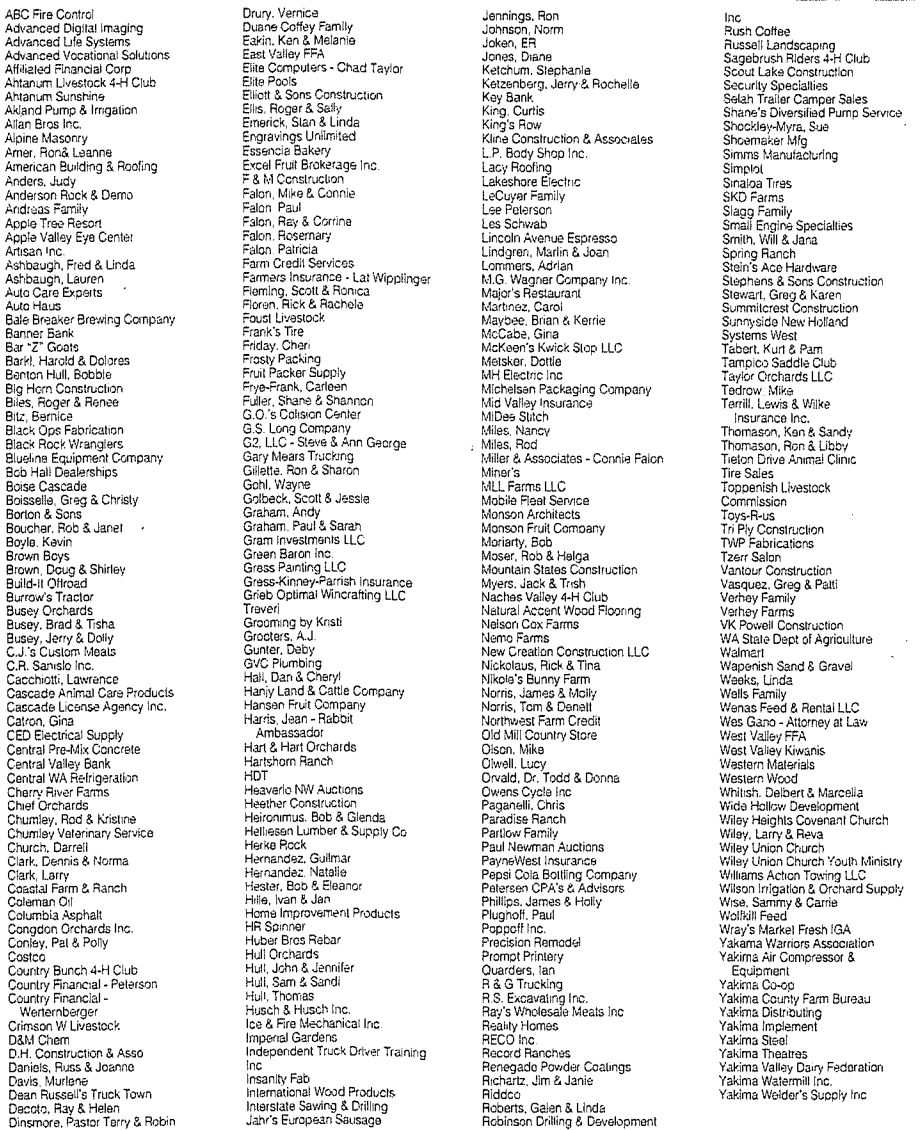 ABC Fire Control
Advanced Digital Imaging
Advanced Life Systems
Advanced Vocational Solutions
Affiliated Financial Corp
Ahtanum Livestock 4-H Club
Ahtanum Sunshine
Akland Pump & Irrigation
Allan Bros Inc.
Alpine Masonry
Amer, Ron& Leanne
American Building & Roofing
Anders, Judy
Anderson Rock & Demo
Andreas Family
Apple Tree Resort
Apple Valley Eye Center
Artisan Inc.
Ashbaugh, Fred & Linda
Ashbaugh, Lauren
Auto Care Experts
Auto Haus
Bale Breaker Brewing Company
Banner Bank
Bar "Z" Goats
Barkl, Harold & Dolores
Benton Hull, Bobbie
Big Horn Construction
Biles, Roger & Renee
Bitz, Bernice
Black Ops Fabrication
Black Rock Wranglers
Blueline Equipment Company
Bob Hall Dealerships
Boise Cascade
Boisselle, Greg & Christy
Borton & Sons
Boucher, Rob & Janet
Boyle, Kevin
Brown Boys
Brown, Doug & Shirley
Build-it Offroad
Burrow's Tractor
Busey Orchards
Busey, Brad & Tisha
Busey, Jerry & Dolly
C.J.'s Custom Meats
C.R. Sanislo Inc.
Cacchiotti, Lawrence
Cascade Animal Care Products
Cascade License Agency Inc.
Catron, Gina
CED Electrical Supply
Central Pre-Mix Concrete
Central Valley Bank
Central WA Refrigeration
Cherry River Farms
Chief Orchards
Chumley, Rod & Kristine
Chumley Veterinary Service
Church, Darrell
Clark, Dennis & Norma
Clark, Larry
Coastal Farm & Ranch
Coleman Oil
Columbia Asphalt
Congdon Orchards Inc.
Conley, Pat & Polly
Costco
Country Bunch 4-H Club
Country Financial - Peterson
Country Financial -
Werternberger
Crimson W Livestock
D&M Chem
D.H. Construction & Asso
Daniels, Russ & Joanne
Davis, Murlene
Dean Russell's Truck Town
Decoto, Ray & Helen
Dinsmore, Pastor Terry & Robin
Drury, Vernice
Duane Coffey Family
Eakin, Ken & Melanie
East Valley FFA
Elite Computers - Chad Taylor
Elite Pools
Elliott & Sons Construction
Ellis, Roger & Sally
Emerick, Stan & Linda
Engravings Unlimited
Essencia Bakery
Excel Fruit Brokerage Inc.
F & M Construction
Falon, Mike & Connie
Falon, Paul
Falon, Ray & Corrine
Falon, Rosemary
Falon, Patricia
Farm Credit Services
Farmers Insurance - Lat Wipplinger
Fleming, Scott & Ronica
Floren, Rick & Rachele
Foust Livestock
Frank's Tire
Friday, Cheri
Frosty Packing
Fruit Packer Supply
Frye-Frank, Carleen
Fuller, Shane & Shannon
G.O.'s Colision Center
G.S. Long Company
G2, LLC - Steve & Ann George
Gary Mears Trucking
Gillette, Ron & Sharon
Gohl, Wayne
Golbeck, Scott & Jessie
Graham, Andy
Graham, Paul & Sarah
Gram Investments LLC
Green Baron Inc.
Gress Painting LLC
Gress-Kinney-Parrish Insurance
Grieb Optimal Wincrafting LLC
Treveri
Grooming by Kristi
Grooters, A.J.
Gunter, Deby
GVC Plumbing
Hall, Dan & Cheryl
Hanjy Land & Cattle Company
Hansen Fruit Company
Harris, Jean - Rabbit
Ambassador
Hart & Hart Orchards
Hartshorn Ranch
HDT
Heaverlo NW Auctions
Heether Construction
Heironimus, Bob & Glenda
Helliesen Lumber & Supply Co
Herke Rock
Hernandez, Guilmar
Hernandez, Natalie
Hester, Bob & Eleanor
Hille, Ivan & Jan
Home Improvement Products
HR Spinner
Huber Bros Rebar
Hull Orchards
Hull, John & Jennifer
Hull, Sam & Sandi
Hull, Thomas
Husch & Husch Inc.
Ice & Fire Mechanical Inc.
Imperial Gardens
Independent Truck Driver Training
Inc
Insanity Fab
International Wood Products
Interstate Sawing & Drilling
Jahr's European Sausage
Jennings, Ron
Johnson, Norm
Joken, ER
Jones, Diane
Ketchum, Stephanie
Ketzenberg, Jerry & Rochelle
Key Bank
King, Curtis
King's Row
Kline Construction & Associates
L.P. Body Shop Inc.
Lacy Roofing
Lakeshore Electric
LeCuyer Family
Lee Peterson
Les Schwab
Lincoln Avenue Espresso
Lindgren, Marlin & Joan
Lommers, Adrian
M.G. Wagner Company Inc.
Major's Restaurant
Martinez, Carol
Maybee, Brian & Kerrie
McCabe, Gina
McKeen's Kwick Stop LLC
Metsker, Dottie
MH Electric Inc
Michelsen Packaging Company
Mid Valley Insurance
MiDee Stitch
Miles, Nancy
Miles, Rod
Miller & Associates - Connie Falon
Miner's
MLL Farms LLC
Mobile Fleet Service
Monson Architects
Monson Fruit Company
Moriarty, Bob
Moser, Rob & Helga
Mountain States Construction
Myers, Jack & Trish
Naches Valley 4-H Club
Natural Accent Wood Flooring
Nelson Cox Farms
Nemo Farms
New Creation Construction LLC
Nickolaus, Rick & Tina
Nikole's Bunny Farm
Norris, James & Molly
Norris, Tom & Denett
Northwest Farm Credit
Old Mill Country Store
Olson, Mike
Olwell, Lucy
Orvald, Dr. Todd & Donna
Owens Cycle Inc
Paganelli, Chris
Paradise Ranch
Partlow Family
Paul Newman Auctions
PayneWest Insurance
Pepsi Cola Bottling Company
Petersen CPA's & Advisors
Phillips, James & Holly
Plughoff, Paul
Poppoff Inc.
Precision Remodel
Prompt Printery
Quarders, Ian
R & G Trucking
R.S. Excavating Inc.
Ray's Wholesale Meats Inc
Reality Homes
RECO Inc.
Record Ranches
Renegade Powder Coatings
Richartz, Jim & Janie
Riddco
Roberts, Galen & Linda
Robinson Drilling & Development
Inc
Rush Coffee
Russell Landscaping
Sagebrush Riders 4-H Club
Scout Lake Construction
Security Specialties
Selah Trailer Camper Sales
Shane's Diversified Pump Service
Shockley-Myra, Sue
Shoemaker Mfg
Simms Manufacturing
Simplot
Sinaloa Tires
SKD Farms
Slagg Family
Small Engine Specialties
Smith, Will & Jana
Spring Ranch
Stein's Ace Hardware
Stephens & Sons Construction
Stewart, Greg & Karen
Summitcrest Construction
Sunnyside New Holland
Systems West
Tabert, Kurt & Pam
Tampico Saddle Club
Taylor Orchards LLC
Tedrow, Mike
Terrill, Lewis & Wilke
Insurance Inc.
Thomason, Ken & Sandy
Thomason, Ron & Libby
Tieton Drive Animal Clinic
Tire Sales
Toppenish Livestock
Commission
Toys-R-us
Tri Ply Construction
TWP Fabrications
Tzerr Salon
Vantour Construction
Vasquez, Greg & Patti
Verhey Family
Verhey Farms
VK Powell Construction
WA State Dept of Agriculture
Walmart
Wapenish Sand & Gravel
Weeks, Linda
Wells Family
Wenas Feed & Rental LLC
Wes Gano - Attorney at Law
West Valley FFA
West Valley Kiwanis
Western Materials
Western Wood
Whitish, Delbert & Marcella
Wide Hollow Development
Wiley Heights Covenant Church
Wiley, Larry & Reva
Wiley Union Church
Wiley Union Church Youth Ministry
Williams Action Towing LLC
Wilson Irrigation & Orchard Supply
Wise, Sammy & Carrie
Wolfkill Feed
Wray's Market Fresh IGA
Yakama Warriors Association
Yakima Air Compressor &
Equipment
Yakima Co-op
Yakima County Farm Bureau
Yakima Distributing
Yakima Implement
Yakima Steel
Yakima Theatres
Yakima Valley Dairy Federation
Yakima Watermill Inc.
Yakima Welder's Supply Inc